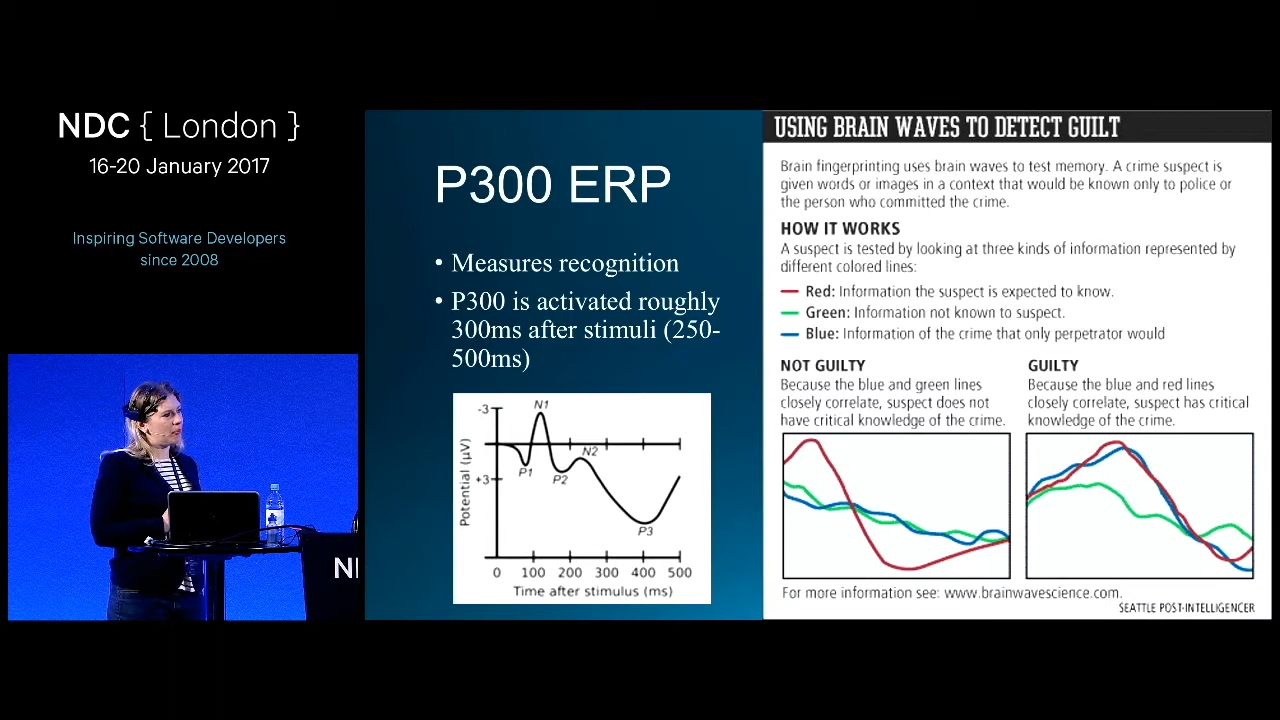 NDC { London }
16-20 January 2017
Inspiring Software Developers
since 2008
NI
P300 ERP
• Measures recognition
• P300 is activated roughly
300ms after stimuli (250-
500ms)
-3
+3
Potential (µV)
N1
P1
N2
P2
P3
0 100 200 300 400 500
Time after stimulus (ms)
USING BRAIN WAVES TO DETECT GUILT
Brain fingerprinting uses brain waves to test memory. A crime suspect is
given words or images in a context that would be known only to police or
the person who committed the crime.
HOW IT WORKS
A suspect is tested by looking at three kinds of information represented by
different colored lines:
Red: Information the suspect is expected to know.
Green: Information not known to suspect.
Blue: Information of the crime that only perpetrator would
NOT GUILTY
Because the blue and green lines
closely correlate, suspect does not
have critical knowledge of the crime.
GUILTY
Because the blue and red lines
closely correlate, suspect has critical
knowledge of the crime.
For more information see: www.brainwavescience.com.
SEATTLE POST-INTELLIGENCER